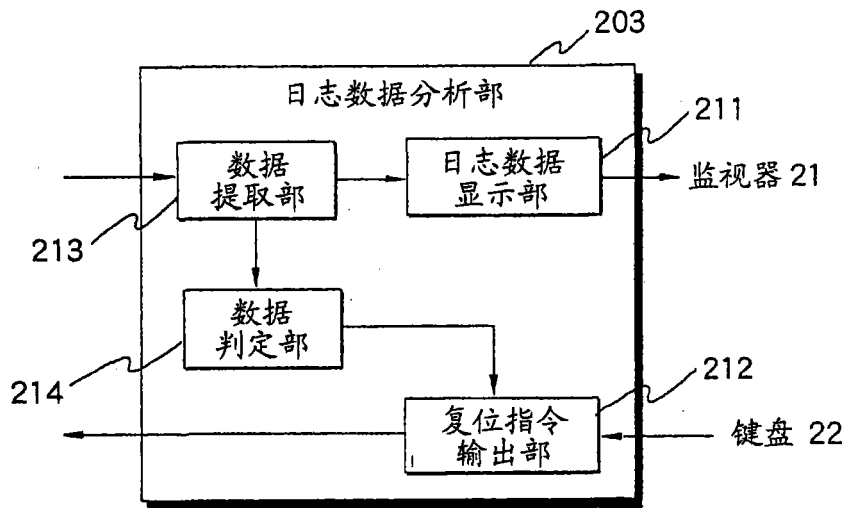 203
日志数据分析部
211
数据
提取部
日志数据
显示部
监视器 21
213
数据
判定部
214
212
复位指令
输出部
键盘 22